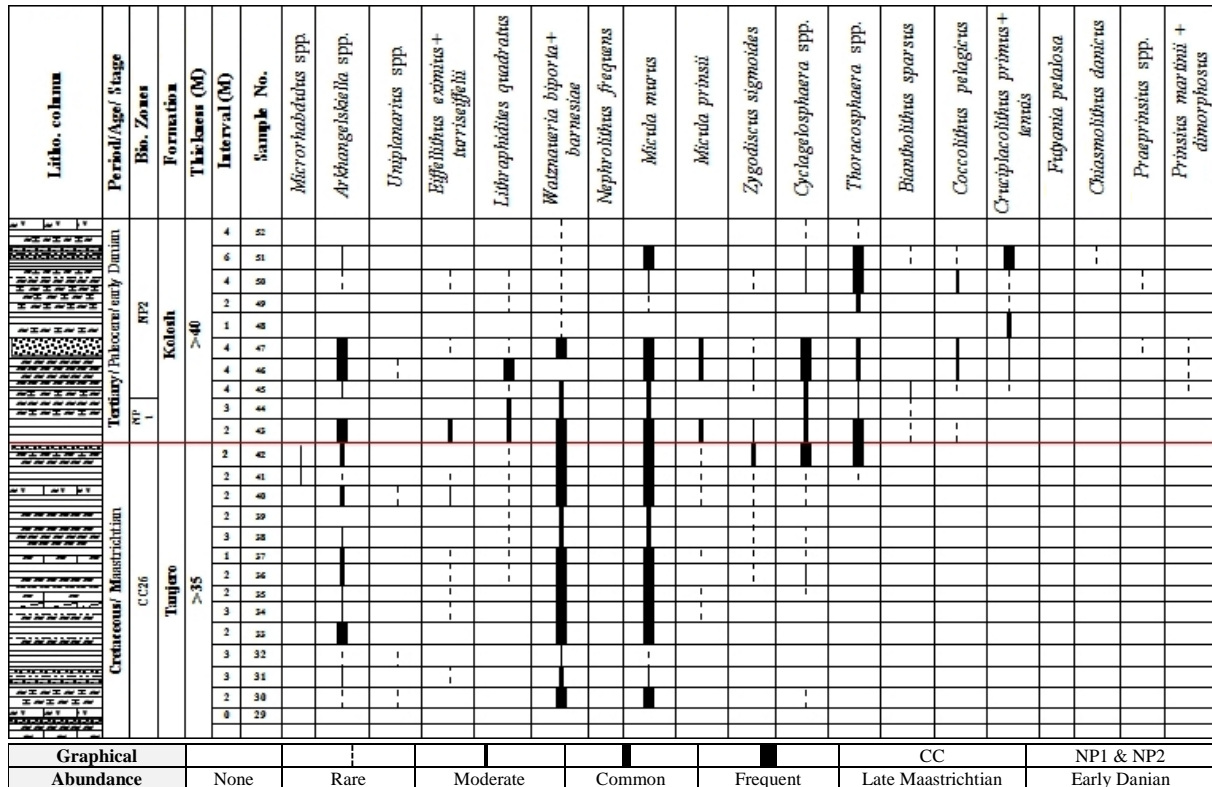 Litho. column
Period/Age/ Stage
Bio. Zones
Formation
Thickness (M)
Interval (M)
Sample No.
Microrhabdulus spp.
Arkhangelskiella spp.
Uniplanarius spp.
Eiffellithus eximius+
turriseiffelii
Lithraphidites quadratus
Watznaueria biporta+
barnesiae
Nephrolithus frequens
Micula murus
Micula prinsii
Zygodiscus sigmoides
Cyclagelosphaera spp.
Thoracosphaera spp.
Biantholithus sparsus
Coccolithus pelagicus
Cruciplacolithus primus+
tenuis
Futyania petalosa
Chiasmolithus danicus
Praeprinsius spp.
Prinsius martinii +
dimorphosus
Tertiary/ Paleocene/ early Danian
NP2
NP
1
Kolosh
>40
Cretaceous/ Maastrichtian
CC26
Tanjero
>35
4 52
6 51
4 50
2 49
1 48
4 47
4 46
4 45
3 44
2 43
2 42
2 41
2 40
2 39
3 38
1 37
2 36
2 35
3 34
2 33
3 32
3 31
2 30
0 29
Graphical CC NP1 & NP2
Abundance None Rare Moderate Common Frequent Late Maastrichtian Early Danian